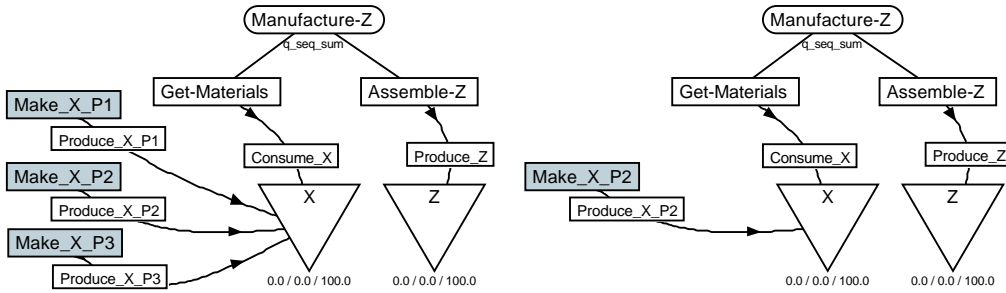 Manufacture-Z
q_seq_sum
Get-Materials
Assemble-Z
Make_X_P1
Produce_X_P1
Consume_X
Produce_Z
Make_X_P2
Produce_X_P2
X
Z
Make_X_P3
Produce_X_P3
0.0 / 0.0 / 100.0
0.0 / 0.0 / 100.0
Manufacture-Z
q_seq_sum
Get-Materials
Assemble-Z
Consume_X
Produce_Z
Make_X_P2
Produce_X_P2
X
Z
0.0 / 0.0 / 100.0
0.0 / 0.0 / 100.0